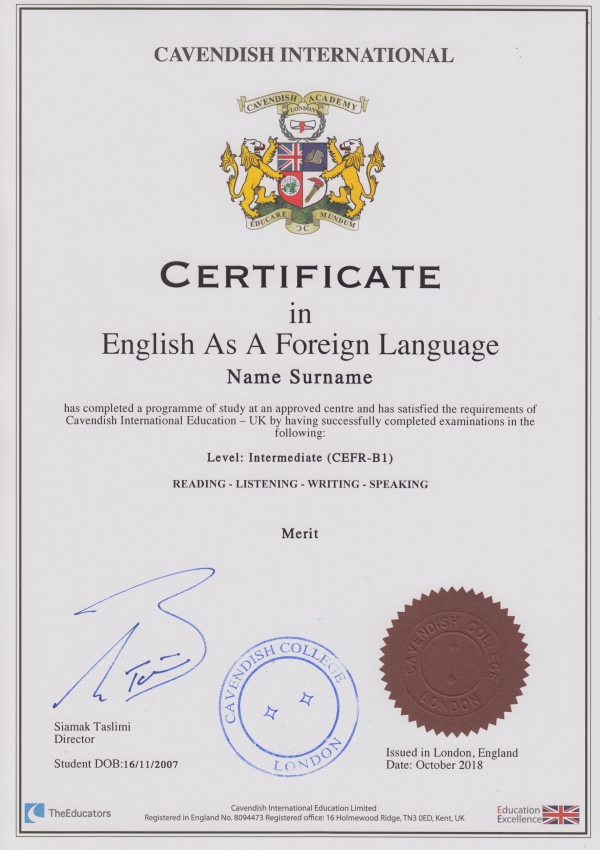 CAVENDISH INTERNATIONAL
CAVENDISH ACADEMY
LONDON
EDUCARE MUNDUM
CERTIFICATE
in
English As A Foreign Language
Name Surname
has completed a programme of study at an approved centre and has satisfied the requirements of
Cavendish International Education – UK by having successfully completed examinations in the
following:
Level: Intermediate (CEFR-B1)
READING - LISTENING - WRITING - SPEAKING
Merit
CAVENDISH COLLEGE
LONDON
CAVENDISH COLLEGE
LONDON
Siamak Taslimi
Director
Student DOB:16/11/2007
Issued in London, England
Date: October 2018
TheEducators
Cavendish International Education Limited
Registered in England No. 8094473 Registered office: 16 Holmewood Ridge, TN3 0ED, Kent, UK
Education
Excellence